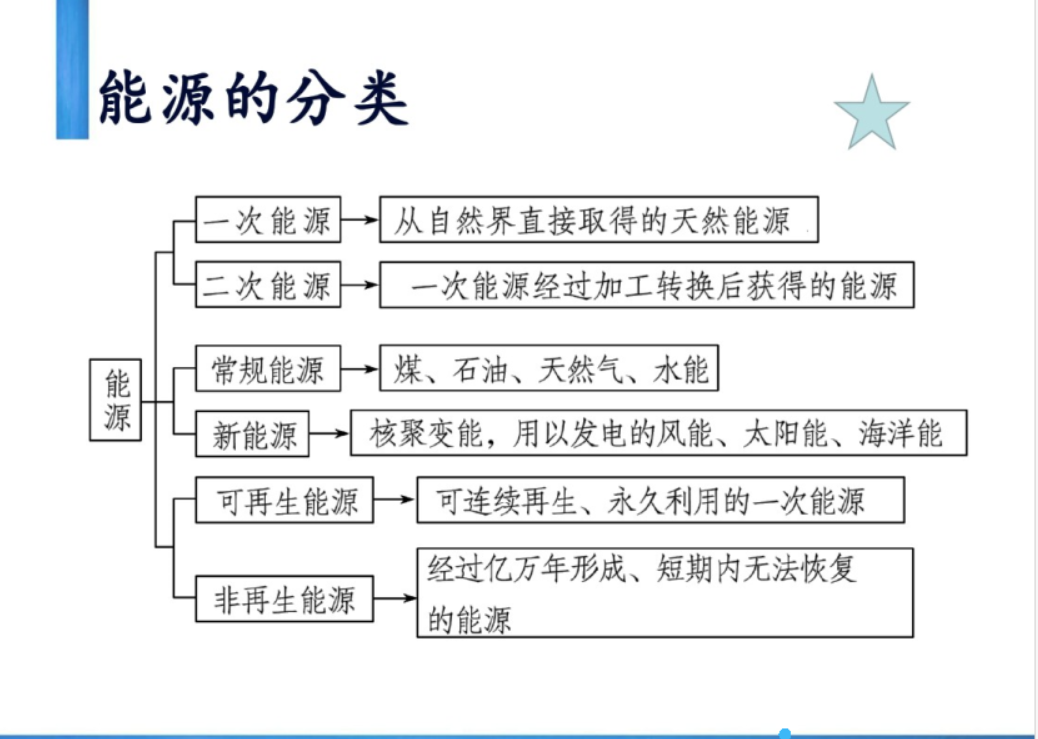 能源的分类
一次能源
从自然界直接取得的天然能源
二次能源
一次能源经过加工转换后获得的能源
能
源
常规能源
煤、石油、天然气、水能
新能源
核聚变能，用以发电的风能、太阳能、海洋能
可再生能源
可连续再生、永久利用的一次能源
非再生能源
经过亿万年形成、短期内无法恢复
的能源